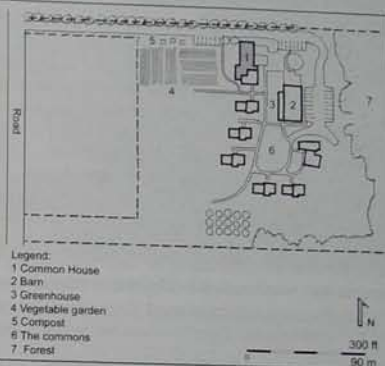 5
1
3
2
4
7
6
Road
Legend:
1 Common House
2 Barn
3 Greenhouse
4 Vegetable garden
5 Compost
6 The commons
7 Forest
N
300 ft
90 m